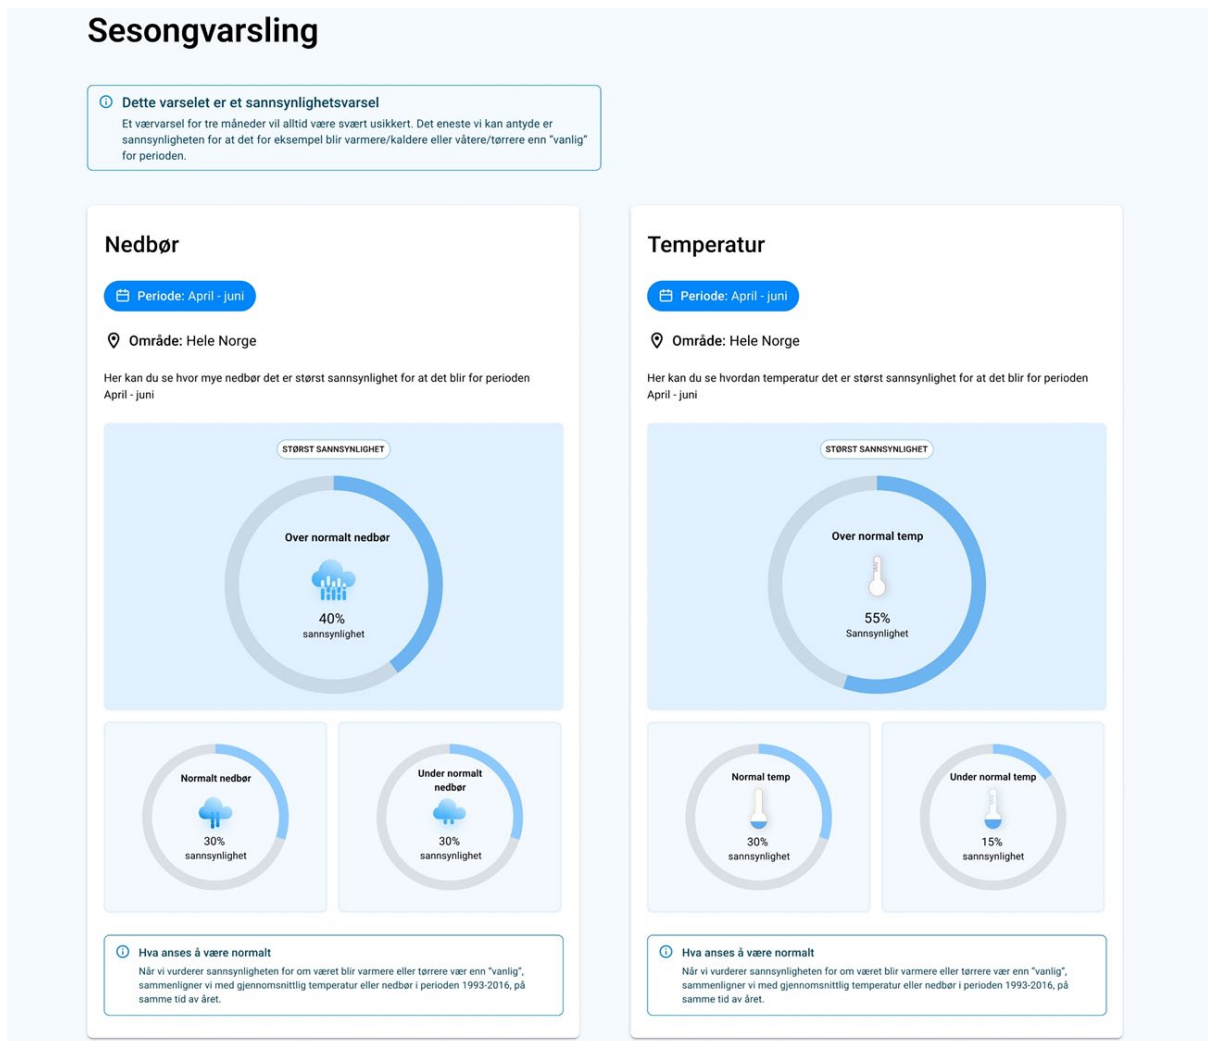 Sesongvarsling
Dette varselet er et sannsynlighetsvarsel
Et værvarsel for tre måneder vil alltid være svært usikkert. Det eneste vi kan antyde er
sannsynligheten for at det for eksempel blir varmere/kaldere eller våtere/tørrere enn “vanlig”
for perioden.
Nedbør
Periode: April - juni
Område: Hele Norge
Her kan du se hvor mye nedbør det er størst sannsynlighet for at det blir for perioden
April - juni
STØRST SANNSYNLIGHET
Over normalt nedbør
40%
sannsynlighet
Normalt nedbør
30%
sannsynlighet
Under normalt
nedbør
30%
sannsynlighet
Hva anses å være normalt
Når vi vurderer sannsynligheten for om været blir varmere eller tørrere vær enn “vanlig”,
sammenligner vi med gjennomsnittlig temperatur eller nedbør i perioden 1993-2016, på
samme tid av året.
Temperatur
Periode: April - juni
Område: Hele Norge
Her kan du se hvordan temperatur det er størst sannsynlighet for at det blir for perioden
April - juni
STØRST SANNSYNLIGHET
Over normal temp
55%
Sannsynlighet
Normal temp
30%
sannsynlighet
Under normal temp
15%
sannsynlighet
Hva anses å være normalt
Når vi vurderer sannsynligheten for om været blir varmere eller tørrere vær enn “vanlig”,
sammenligner vi med gjennomsnittlig temperatur eller nedbør i perioden 1993-2016, på
samme tid av året.